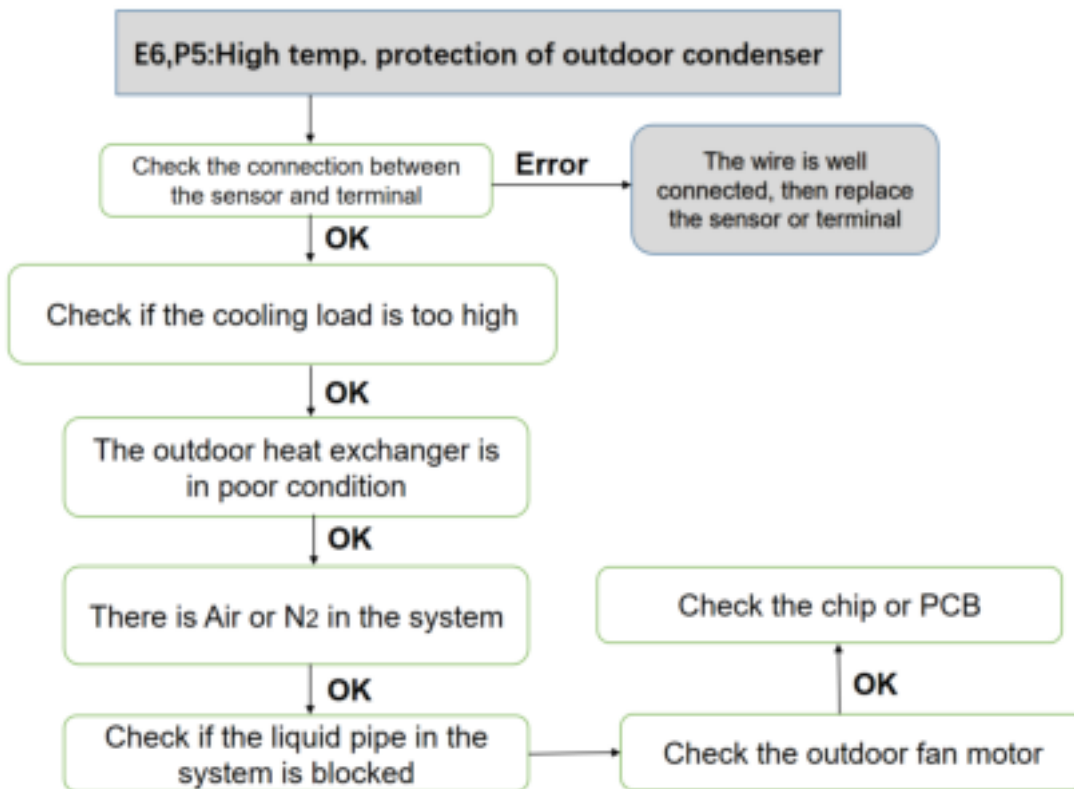 E6,P5:High temp. protection of outdoor condenser
Check the connection between
the sensor and terminal
Error
The wire is well
connected, then replace
the sensor or terminal
OK
Check if the cooling load is too high
OK
The outdoor heat exchanger is
in poor condition
OK
There is Air or N2 in the system
OK
Check if the liquid pipe in the
system is blocked
Check the outdoor fan motor
OK
Check the chip or PCB